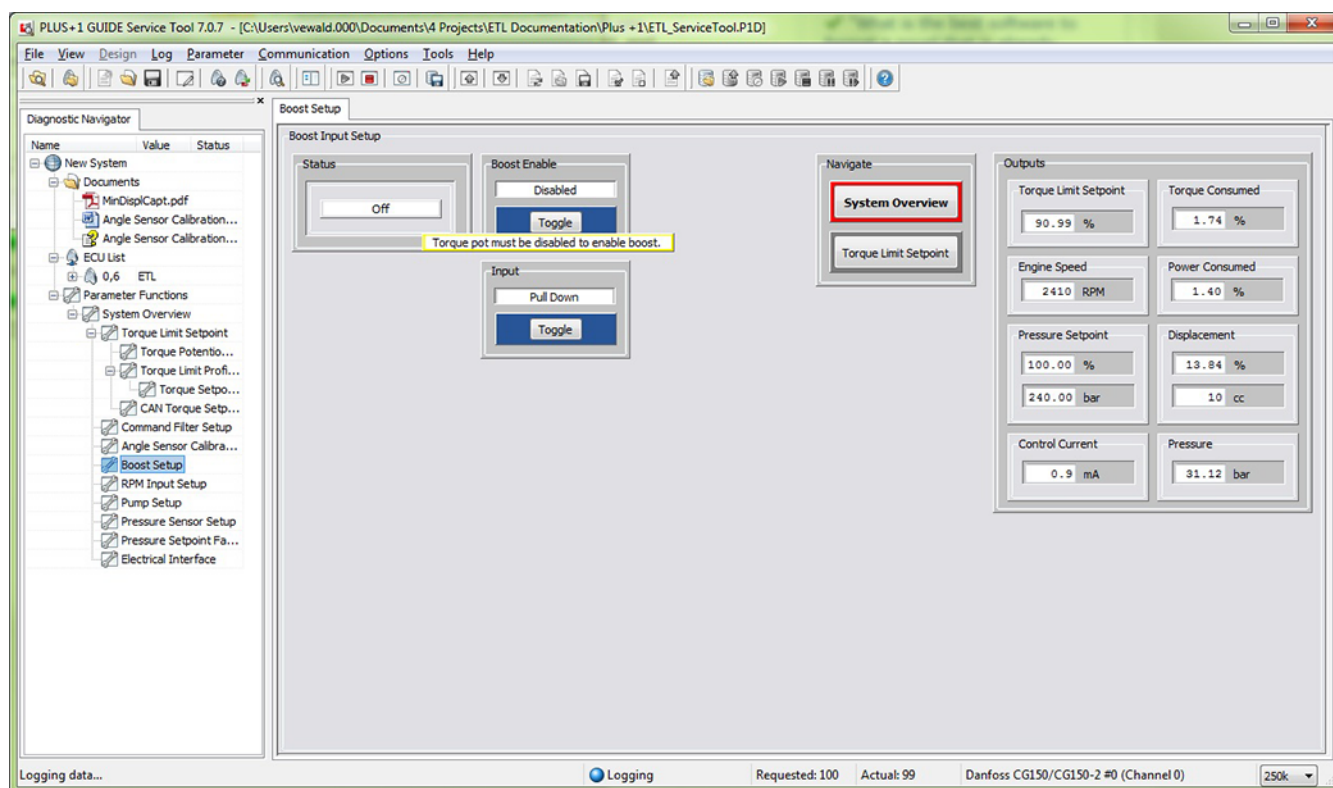 PLUS+1 GUIDE Service Tool 7.0.7 - [C:\Users\vewald.000\Documents\4 Projects\ETL Documentation\Plus +1\ETL_ServiceTool.P1D]
File View Design Log Parameter Communication Options Tools Help
Diagnostic Navigator
Name Value Status
New System
Documents
MinDisplCapt.pdf
Angle Sensor Calibration...
Angle Sensor Calibration...
ECU List
0,6 ETL
Parameter Functions
System Overview
Torque Limit Setpoint
Torque Potentio...
Torque Limit Profi...
Torque Setpo...
CAN Torque Setp...
Command Filter Setup
Angle Sensor Calibra...
Boost Setup
RPM Input Setup
Pump Setup
Pressure Sensor Setup
Pressure Setpoint Fa...
Electrical Interface
Boost Setup
Boost Input Setup
Status
Off
Boost Enable
Disabled
Toggle
Torque pot must be disabled to enable boost.
Input
Pull Down
Toggle
Navigate
System Overview
Torque Limit Setpoint
Outputs
Torque Limit Setpoint
90.99 %
Torque Consumed
1.74 %
Engine Speed
2410 RPM
Power Consumed
1.40 %
Pressure Setpoint
100.00 %
240.00 bar
Displacement
13.84 %
10 cc
Control Current
0.9 mA
Pressure
31.12 bar
Logging data...
Logging
Requested: 100
Actual: 99
Danfoss CG150/CG150-2 #0 (Channel 0)
250k